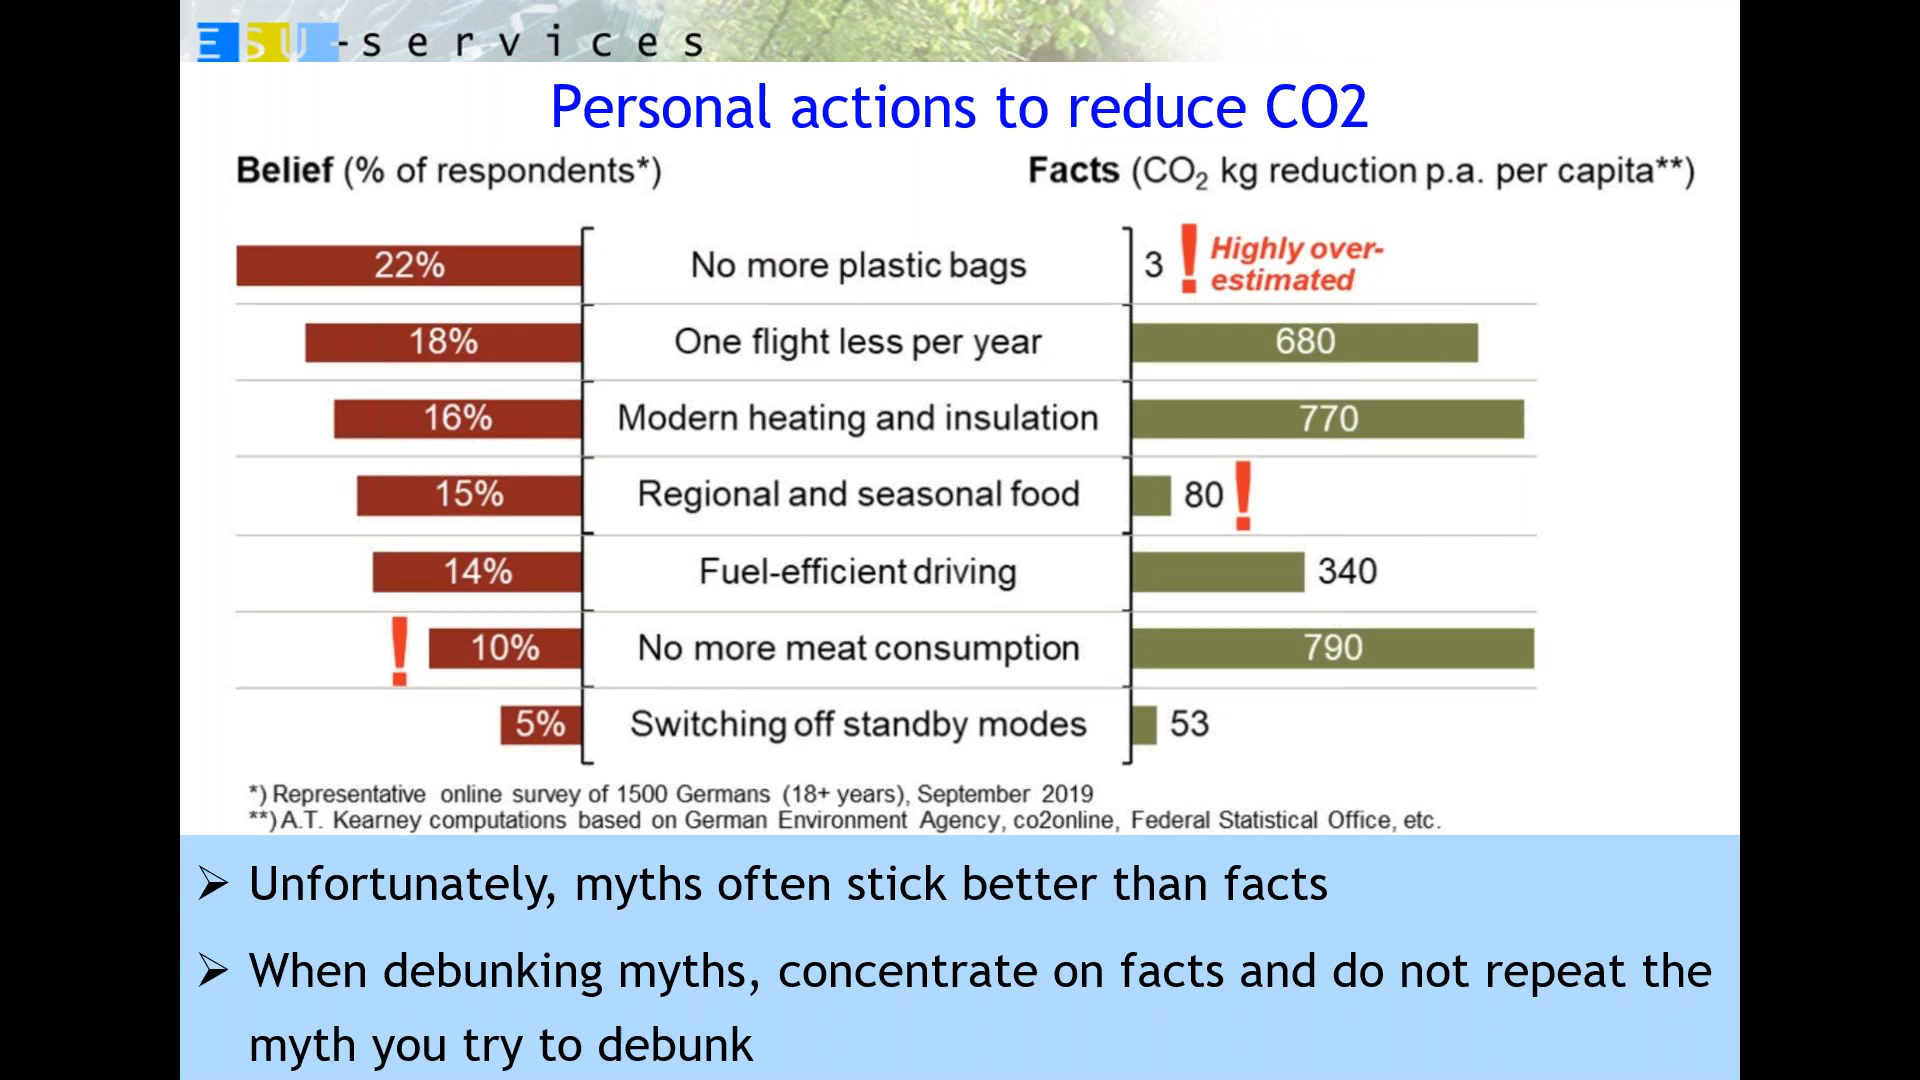 ESU-services
Personal actions to reduce CO2
Belief (% of respondents*)
Facts (CO₂ kg reduction p.a. per capita**)
22% No more plastic bags 3 ! Highly over-
estimated
18% One flight less per year 680
16% Modern heating and insulation 770
15% Regional and seasonal food 80 !
14% Fuel-efficient driving 340
! 10% No more meat consumption 790
5% Switching off standby modes 53
*) Representative online survey of 1500 Germans (18+ years), September 2019
**) A.T. Kearney computations based on German Environment Agency, co2online, Federal Statistical Office, etc.
➢ Unfortunately, myths often stick better than facts
➢ When debunking myths, concentrate on facts and do not repeat the
myth you try to debunk